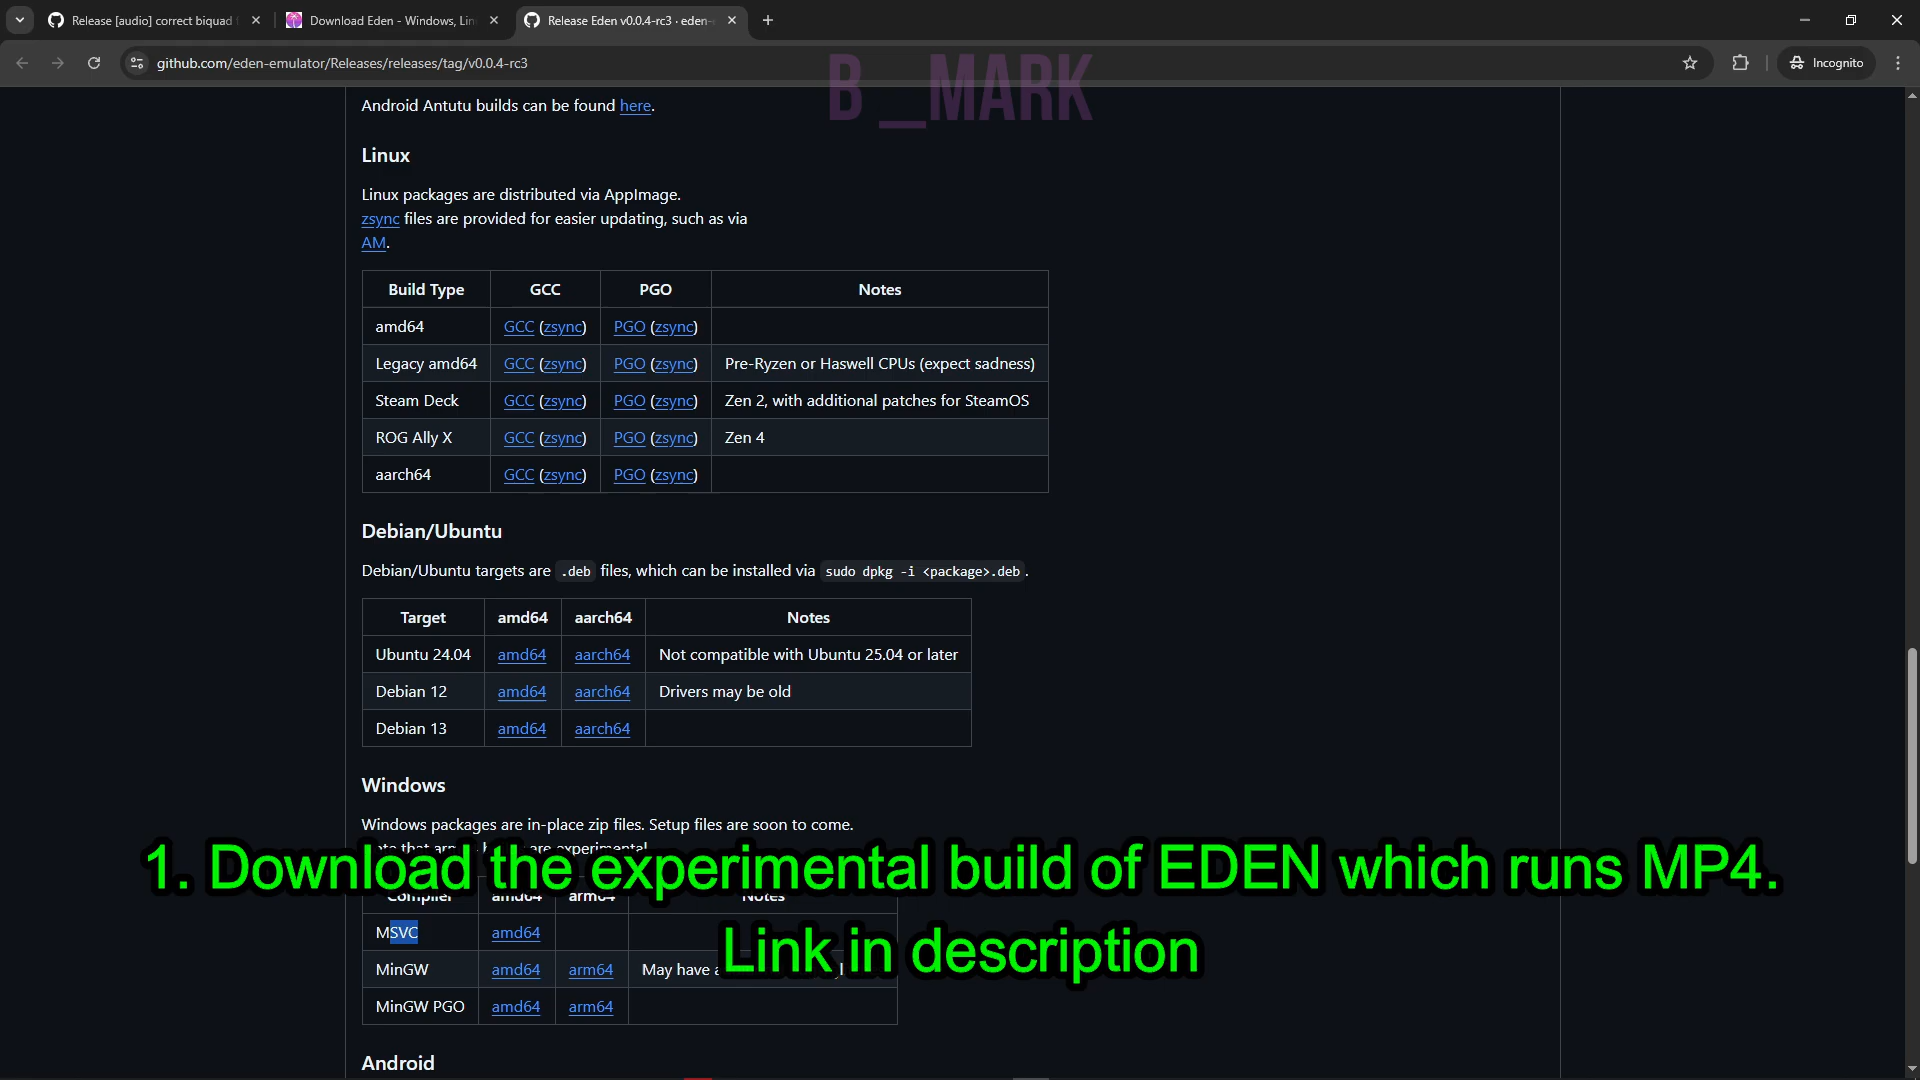 Release [audio] correct biquad
Download Eden - Windows, Lin
Release Eden v0.0.4-rc3 · eden-
github.com/eden-emulator/Releases/releases/tag/v0.0.4-rc3
Incognito
B_MARK
Android Antutu builds can be found here.
Linux
Linux packages are distributed via AppImage.
zsync files are provided for easier updating, such as via
AM.
Build Type GCC PGO Notes
amd64 GCC (zsync) PGO (zsync)
Legacy amd64 GCC (zsync) PGO (zsync) Pre-Ryzen or Haswell CPUs (expect sadness)
Steam Deck GCC (zsync) PGO (zsync) Zen 2, with additional patches for SteamOS
ROG Ally X GCC (zsync) PGO (zsync) Zen 4
aarch64 GCC (zsync) PGO (zsync)
Debian/Ubuntu
Debian/Ubuntu targets are .deb files, which can be installed via sudo dpkg -i <package>.deb.
Target amd64 aarch64 Notes
Ubuntu 24.04 amd64 aarch64 Not compatible with Ubuntu 25.04 or later
Debian 12 amd64 aarch64 Drivers may be old
Debian 13 amd64 aarch64
Windows
Windows packages are in-place zip files. Setup files are soon to come.
that are experimental
1. Download the experimental build of EDEN which runs MP4.
Compiler amd64 arm64 Notes
MSVC amd64
Link in description
MinGW amd64 arm64 May have
MinGW PGO amd64 arm64
Android